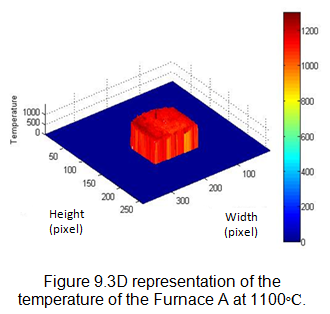 Temperature
1000
500
0
50
100
150
200
250
Height
(pixel)
300
200
100
Width
(pixel)
1200
1000
800
600
400
200
0
Figure 9.3D representation of the
temperature of the Furnace A at 1100°C.